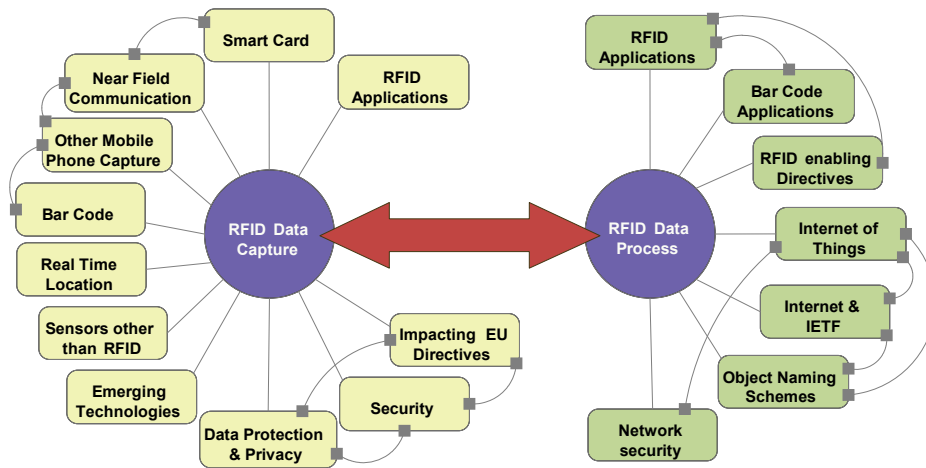 Smart Card
Near Field
Communication
RFID
Applications
Other Mobile
Phone Capture
Bar Code
RFID Data
Capture
Real Time
Location
Sensors other
than RFID
Emerging
Technologies
Data Protection
& Privacy
Security
Impacting EU
Directives
RFID
Applications
Bar Code
Applications
RFID enabling
Directives
RFID Data
Process
Internet of
Things
Internet &
IETF
Object Naming
Schemes
Network
security